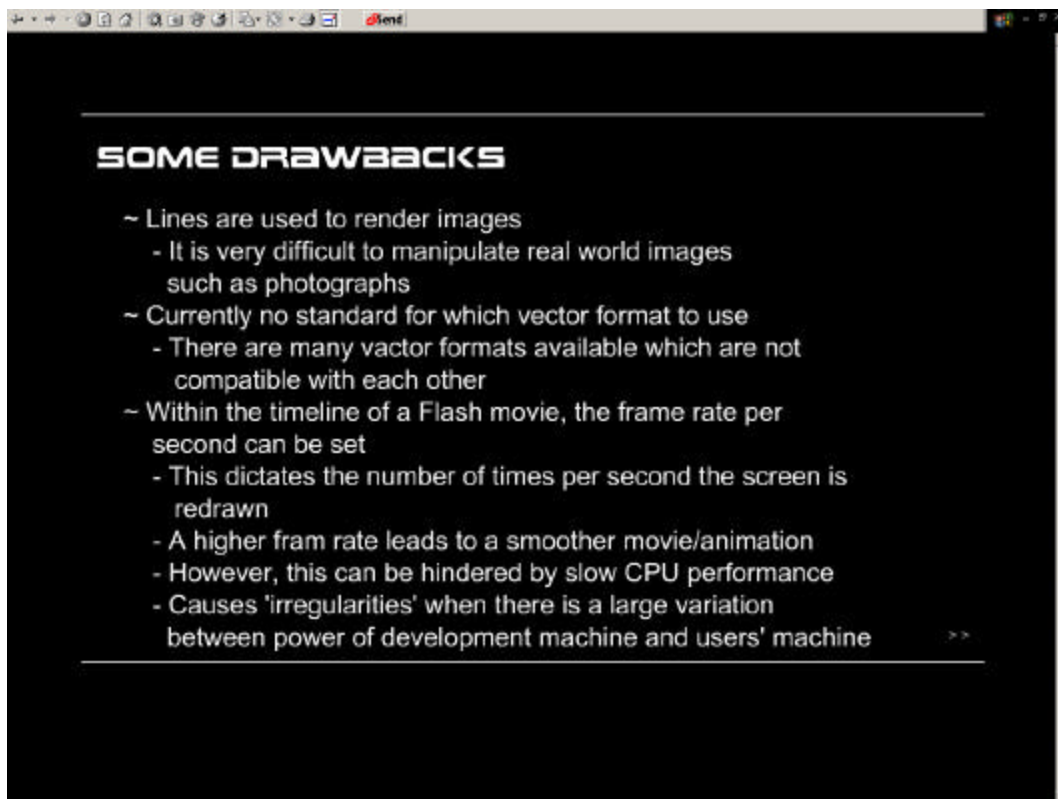 Send
SOME DRAWBACKS
~ Lines are used to render images
- It is very difficult to manipulate real world images
such as photographs
~ Currently no standard for which vector format to use
- There are many vactor formats available which are not
compatible with each other
~ Within the timeline of a Flash movie, the frame rate per
second can be set
- This dictates the number of times per second the screen is
redrawn
- A higher fram rate leads to a smoother movie/animation
- However, this can be hindered by slow CPU performance
- Causes 'irregularities' when there is a large variation
between power of development machine and users' machine >>